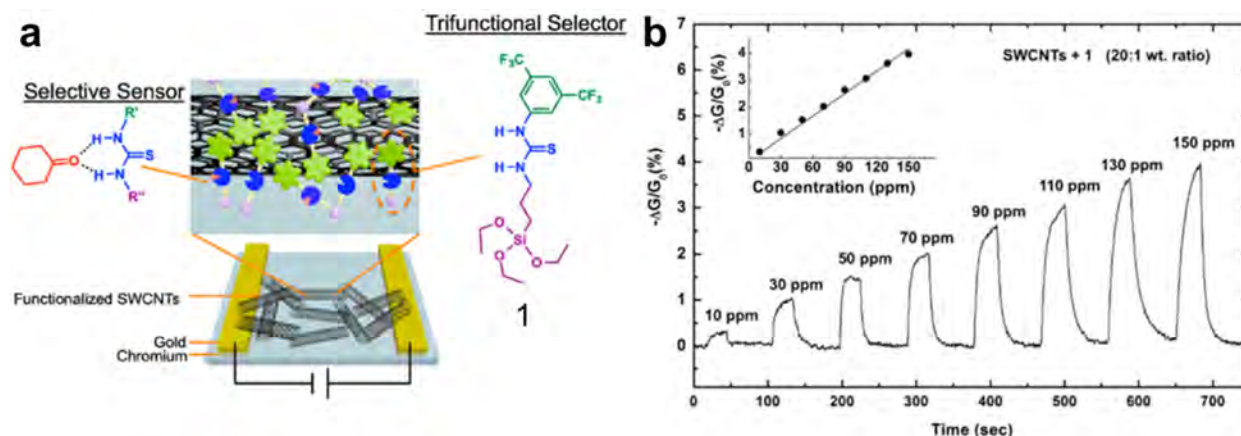 a
Trifunctional Selector
Selective Sensor
F₃C
CF₃
R'
H-N
S
O
H-N
R"
H-N
S
H-N
O
Si
O
O
1
Functionalized SWCNTs
Gold
Chromium
b
-ΔG/G₀(%)
7
6
5
4
3
2
1
0
SWCNTs + 1 (20:1 wt. ratio)
-ΔG/G₀(%)
4
3
2
1
0 30 60 90 120 150
Concentration (ppm)
10 ppm
30 ppm
50 ppm
70 ppm
90 ppm
110 ppm
130 ppm
150 ppm
0 100 200 300 400 500 600 700
Time (sec)